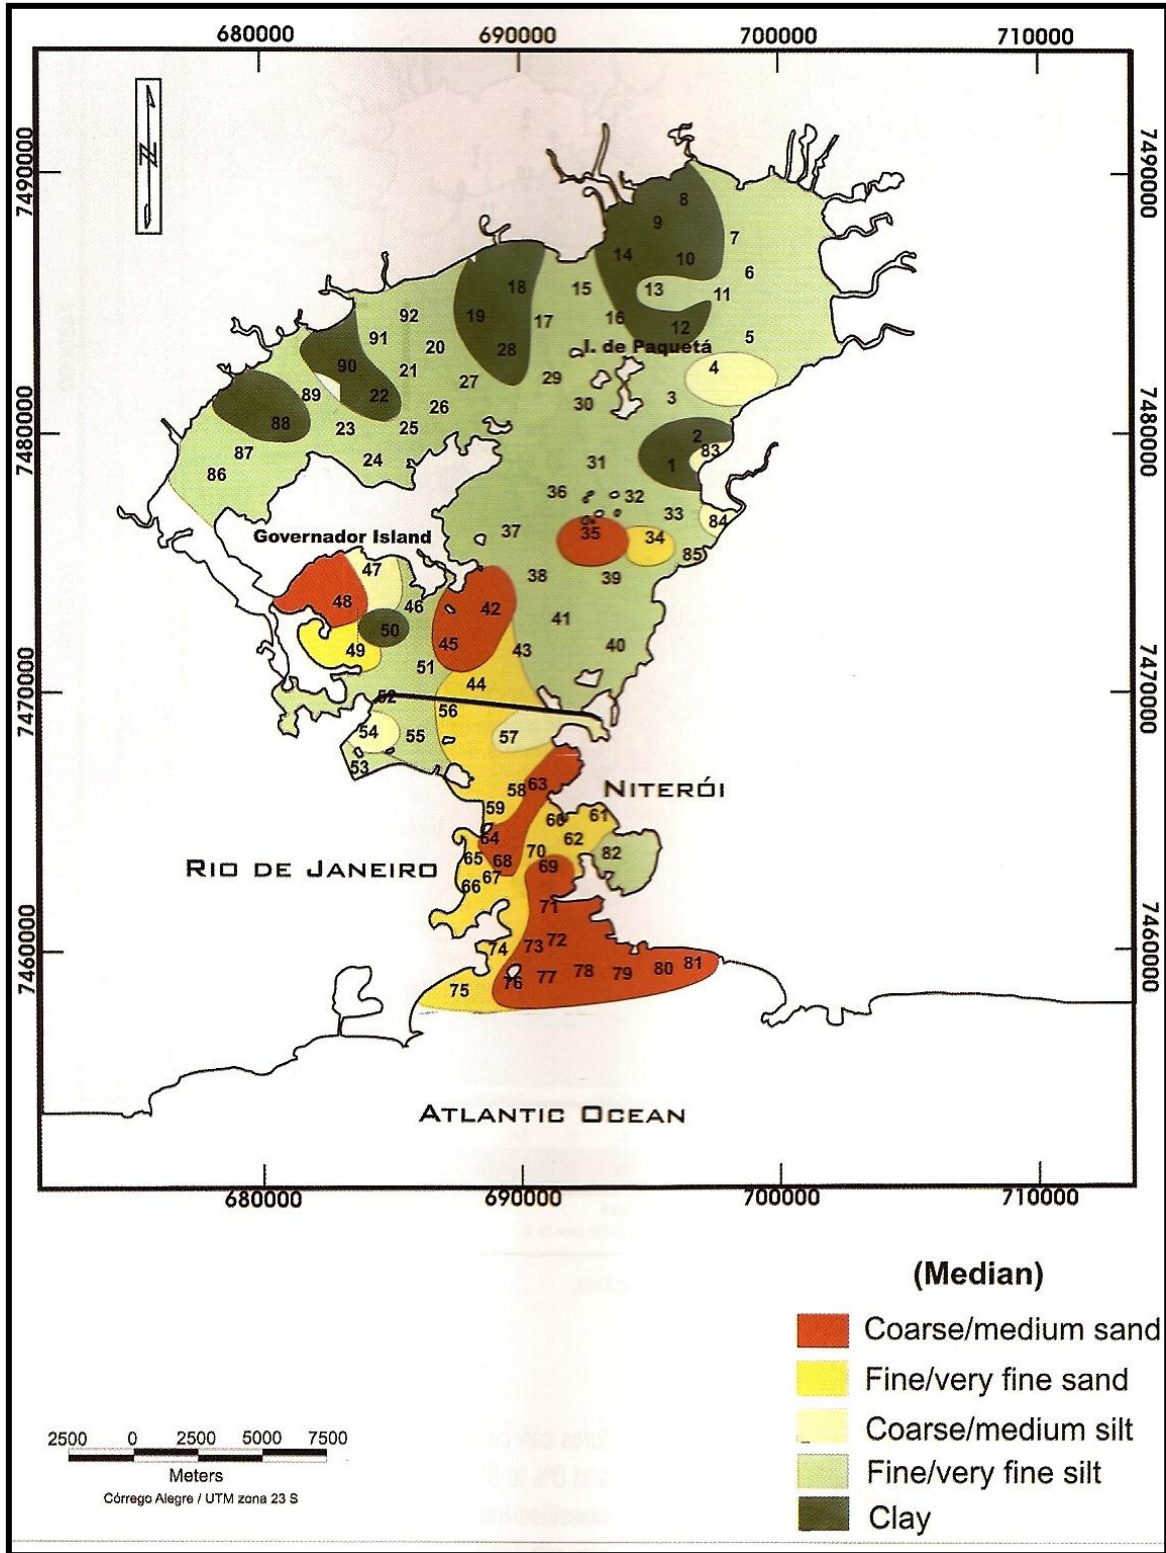 680000 690000 700000 710000
7490000 7490000
8
9
7
14 10
6
18 15 13 11
92 19 17 16 12
91 20 28 I. de Paquetá 5
90 21 27 29 4
89 22 26 30 3
7480000 7480000
88 23 25 2
87 24 83
86 31 1
36 32
33 84
Governador Island 37 35 34
85
47 38 39
48 46 42
50 41
49 45 43 40
51
44
7470000 7470000
52
56
54 55 57
53
58 63 NITERÓI
59 60 61
64 62
65 70 82
RIO DE JANEIRO 68 69
66 67
71
7460000 7460000
74 73 72
81
75 76 77 78 79 80
ATLANTIC OCEAN
680000 690000 700000 710000
(Median)
Coarse/medium sand
Fine/very fine sand
Coarse/medium silt
Fine/very fine silt
Clay
2500 0 2500 5000 7500
Meters
Córrego Alegre / UTM zona 23 S